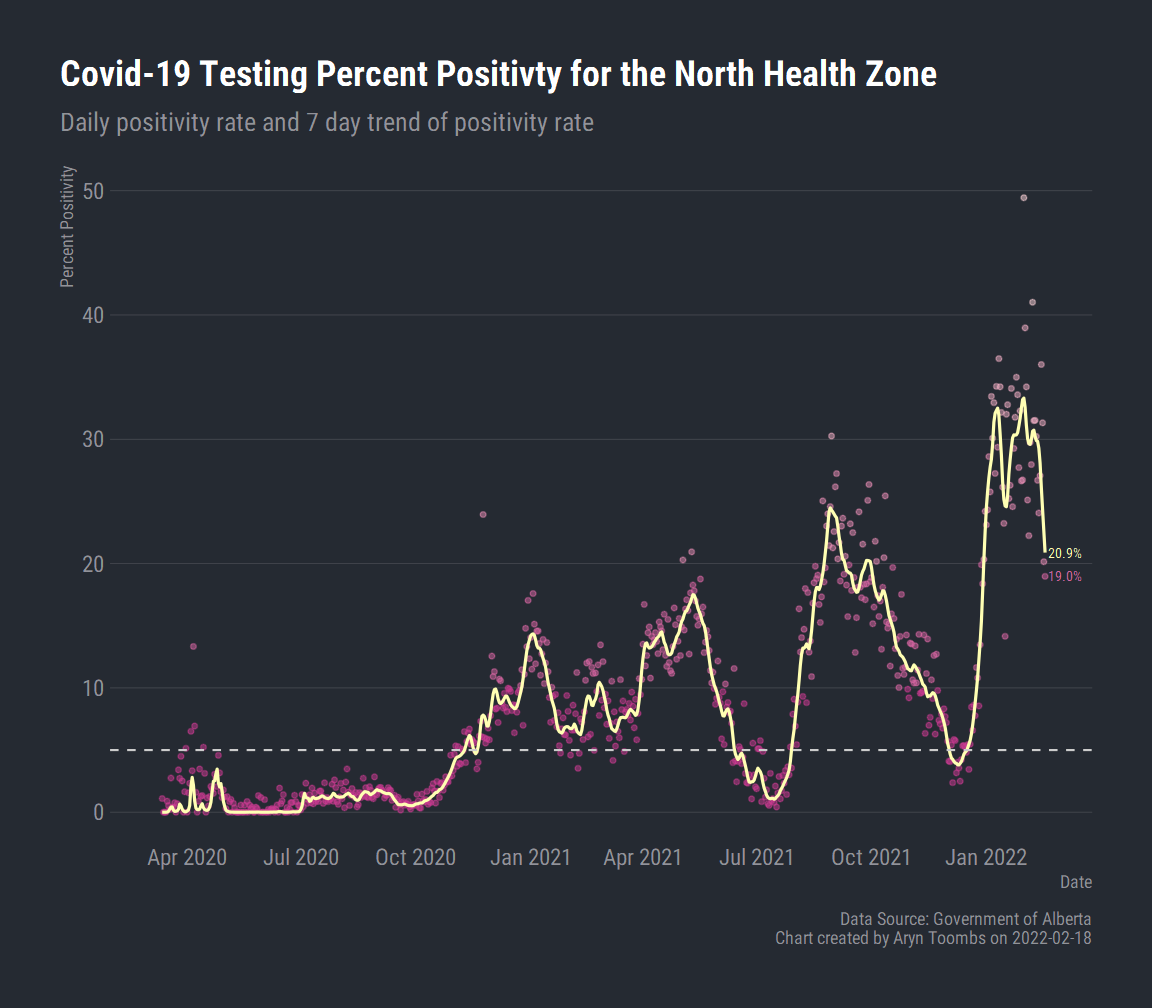 Covid-19 Testing Percent Positivty for the North Health Zone
Daily positivity rate and 7 day trend of positivity rate
Percent Positivity
50
40
30
20
10
0
20.9%
19.0%
Apr 2020 Jul 2020 Oct 2020 Jan 2021 Apr 2021 Jul 2021 Oct 2021 Jan 2022
Date
Data Source: Government of Alberta
Chart created by Aryn Toombs on 2022-02-18